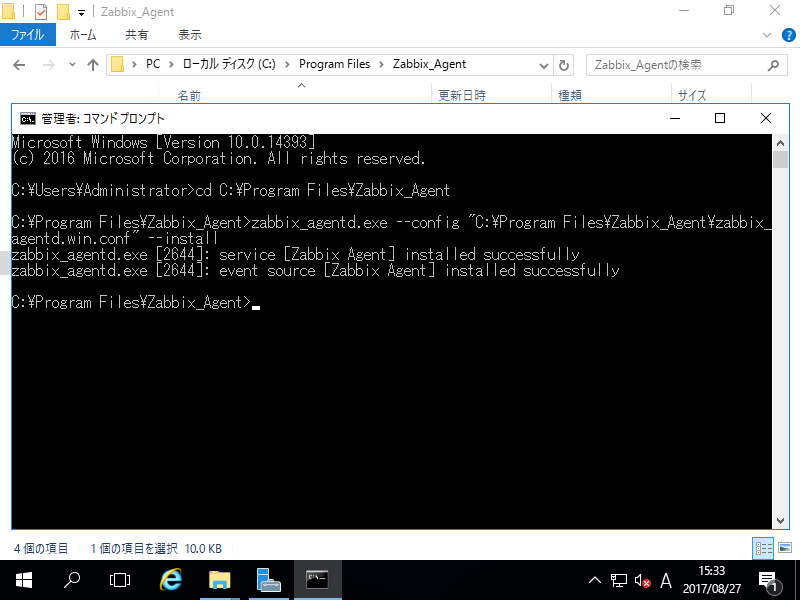 Zabbix_Agent
ファイル ホーム 共有 表示
PC ローカル ディスク (C:) Program Files Zabbix_Agent Zabbix_Agentの検索
名前 更新日時 種類 サイズ
管理者: コマンド プロンプト
Microsoft Windows [Version 10.0.14393]
(c) 2016 Microsoft Corporation. All rights reserved.
C:¥Users¥Administrator>cd C:¥Program Files¥Zabbix_Agent
C:¥Program Files¥Zabbix_Agent>zabbix_agentd.exe --config "C:¥Program Files¥Zabbix_Agent¥zabbix_
agentd.win.conf" --install
zabbix_agentd.exe [2644]: service [Zabbix Agent] installed successfully
zabbix_agentd.exe [2644]: event source [Zabbix Agent] installed successfully
C:¥Program Files¥Zabbix_Agent>
4 個の項目 1 個の項目を選択 10.0 KB
A 15:33
2017/08/27
1